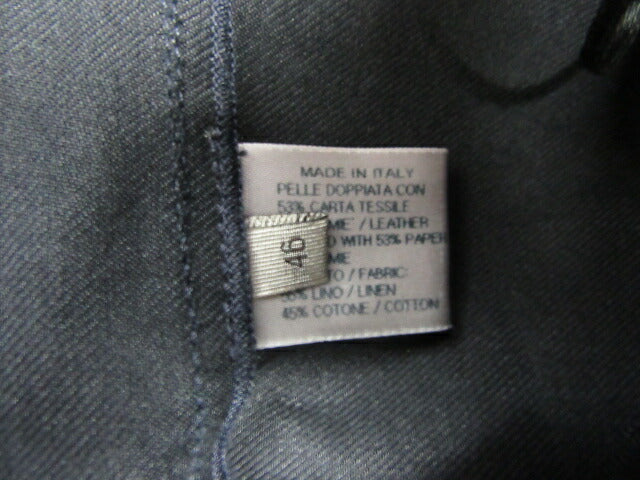 MADE IN ITALY
PELLE DOPPIATA CON
53% CARTA TESSILE
/ LEATHER
WITH 53% PAPER
/ FABRIC:
LINO / LINEN
45% COTONE / COTTON
46